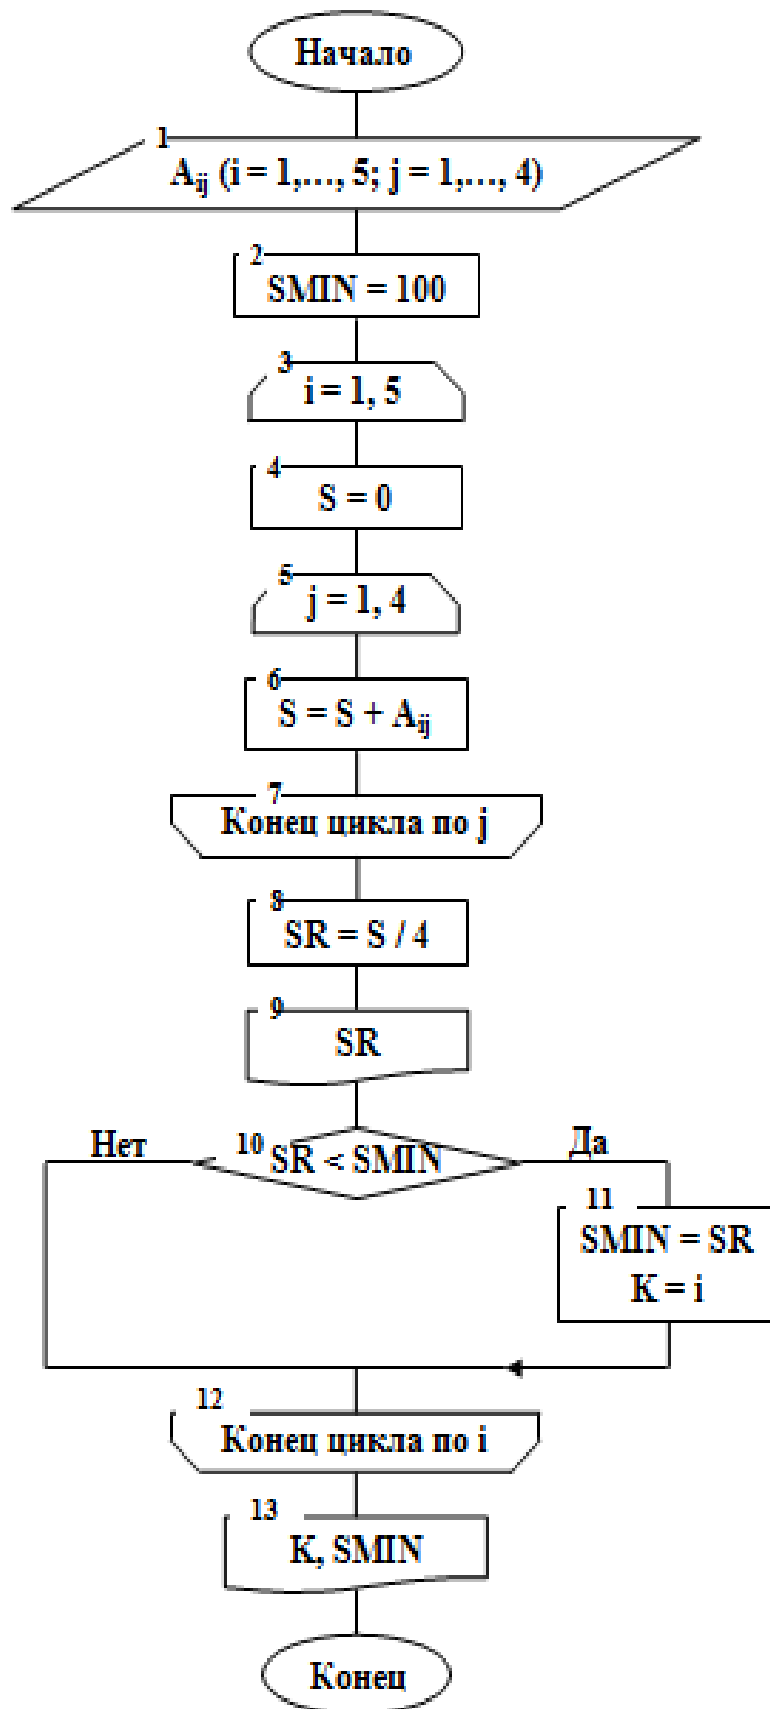 Начало
1
Aij (i = 1,..., 5; j = 1,..., 4)
2
SMIN = 100
3
i = 1, 5
4
S = 0
5
j = 1, 4
6
S = S + Aij
7
Конец цикла по j
8
SR = S / 4
9
SR
Нет
10 SR < SMIN
Да
11
SMIN = SR
K = i
12
Конец цикла по i
13
K, SMIN
Конец